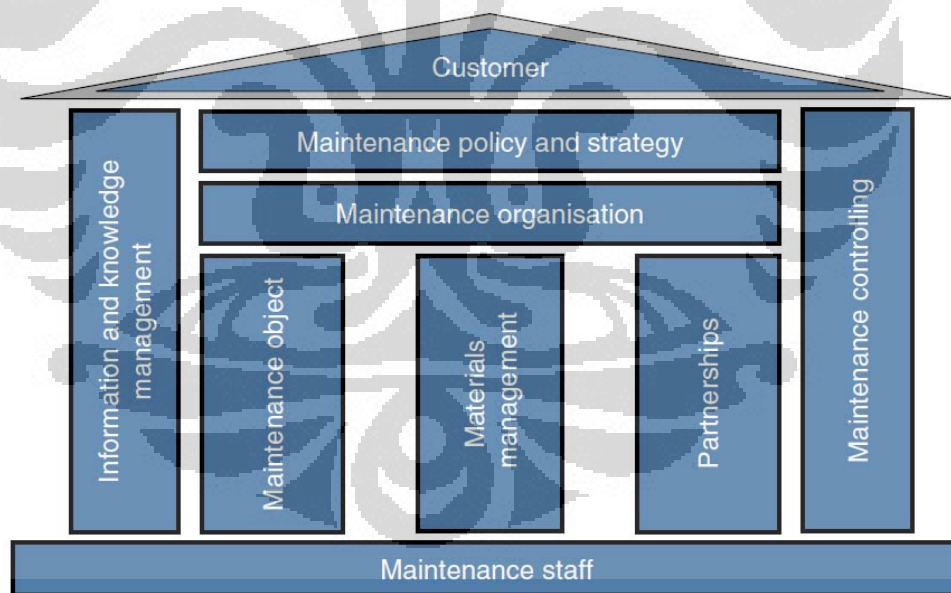 Customer
Maintenance policy and strategy
Maintenance organisation
Information and knowledge
management
Maintenance object
Materials
management
Partnerships
Maintenance controlling
Maintenance staff